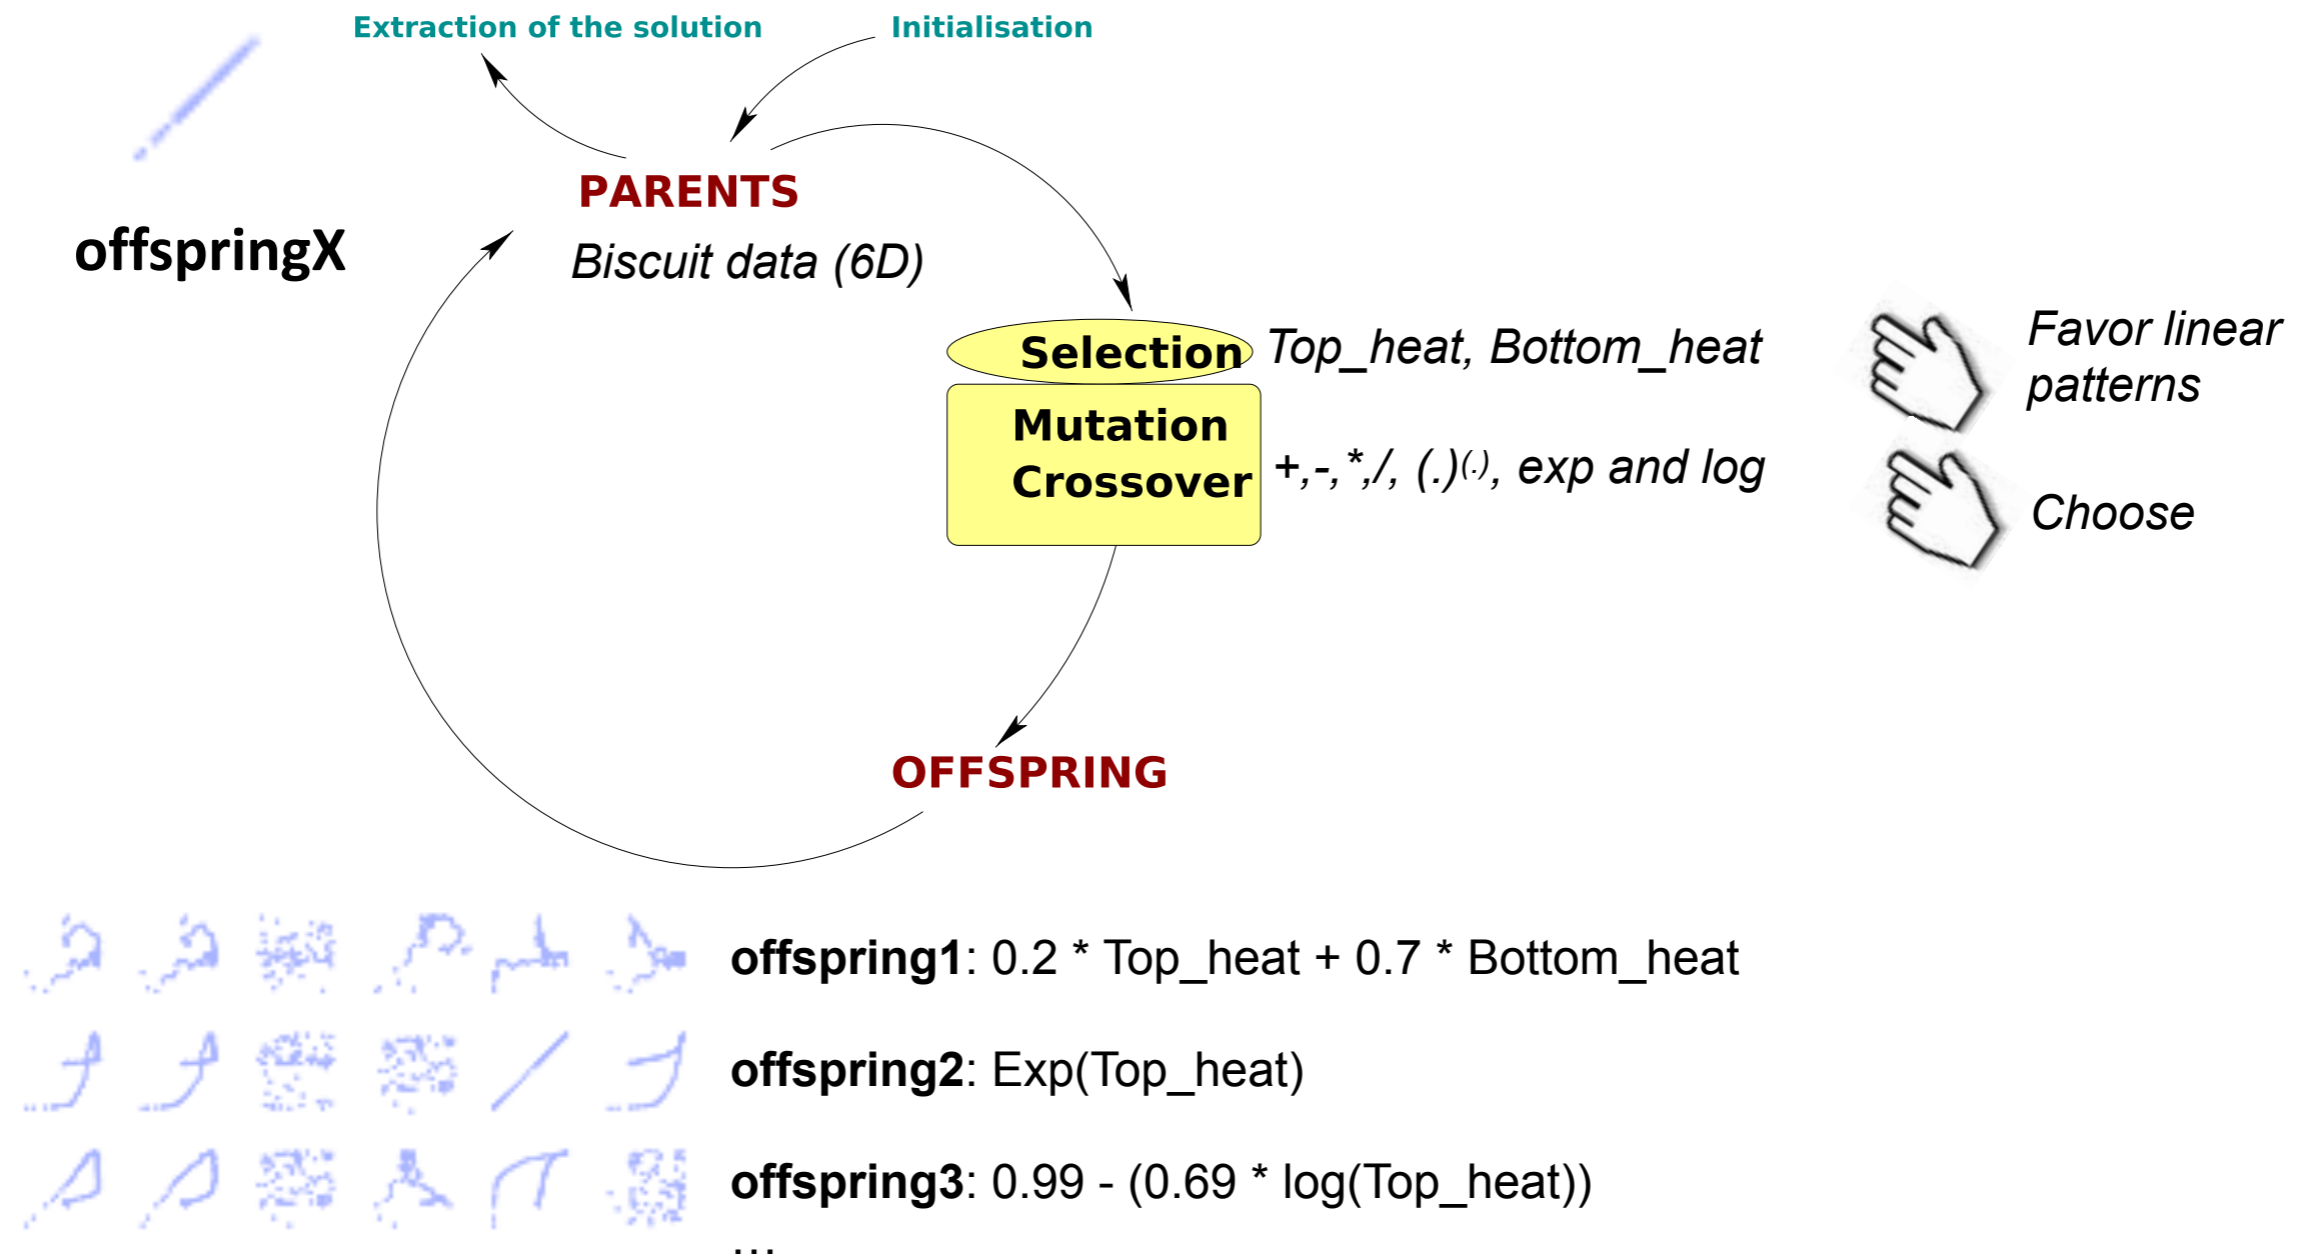 Extraction of the solution
Initialisation
PARENTS
offspringX
Biscuit data (6D)
Selection
Top_heat, Bottom_heat
Favor linear
patterns
Mutation
Crossover
+,-,*,/, (.)(.), exp and log
Choose
OFFSPRING
offspring1: 0.2 * Top_heat + 0.7 * Bottom_heat
offspring2: Exp(Top_heat)
offspring3: 0.99 - (0.69 * log(Top_heat))
...